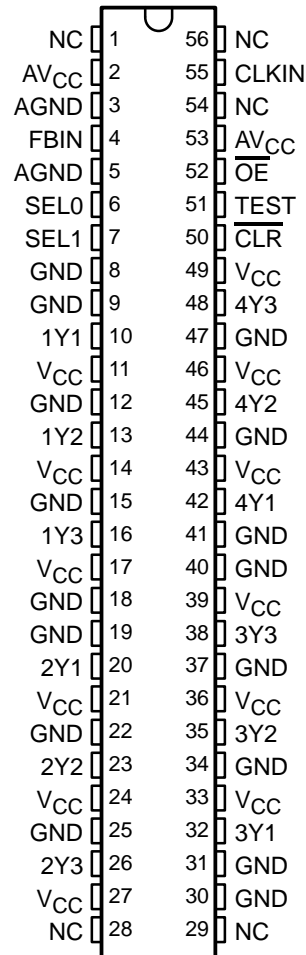 NC 1 56 NC
AVCC 2 55 CLKIN
AGND 3 54 NC
FBIN 4 53 AVCC
AGND 5 52 O̅E̅
SEL0 6 51 TEST
SEL1 7 50 C̅L̅R̅
GND 8 49 VCC
GND 9 48 4Y3
1Y1 10 47 GND
VCC 11 46 VCC
GND 12 45 4Y2
1Y2 13 44 GND
VCC 14 43 VCC
GND 15 42 4Y1
1Y3 16 41 GND
VCC 17 40 GND
GND 18 39 VCC
GND 19 38 3Y3
2Y1 20 37 GND
VCC 21 36 VCC
GND 22 35 3Y2
2Y2 23 34 GND
VCC 24 33 VCC
GND 25 32 3Y1
2Y3 26 31 GND
VCC 27 30 GND
NC 28 29 NC